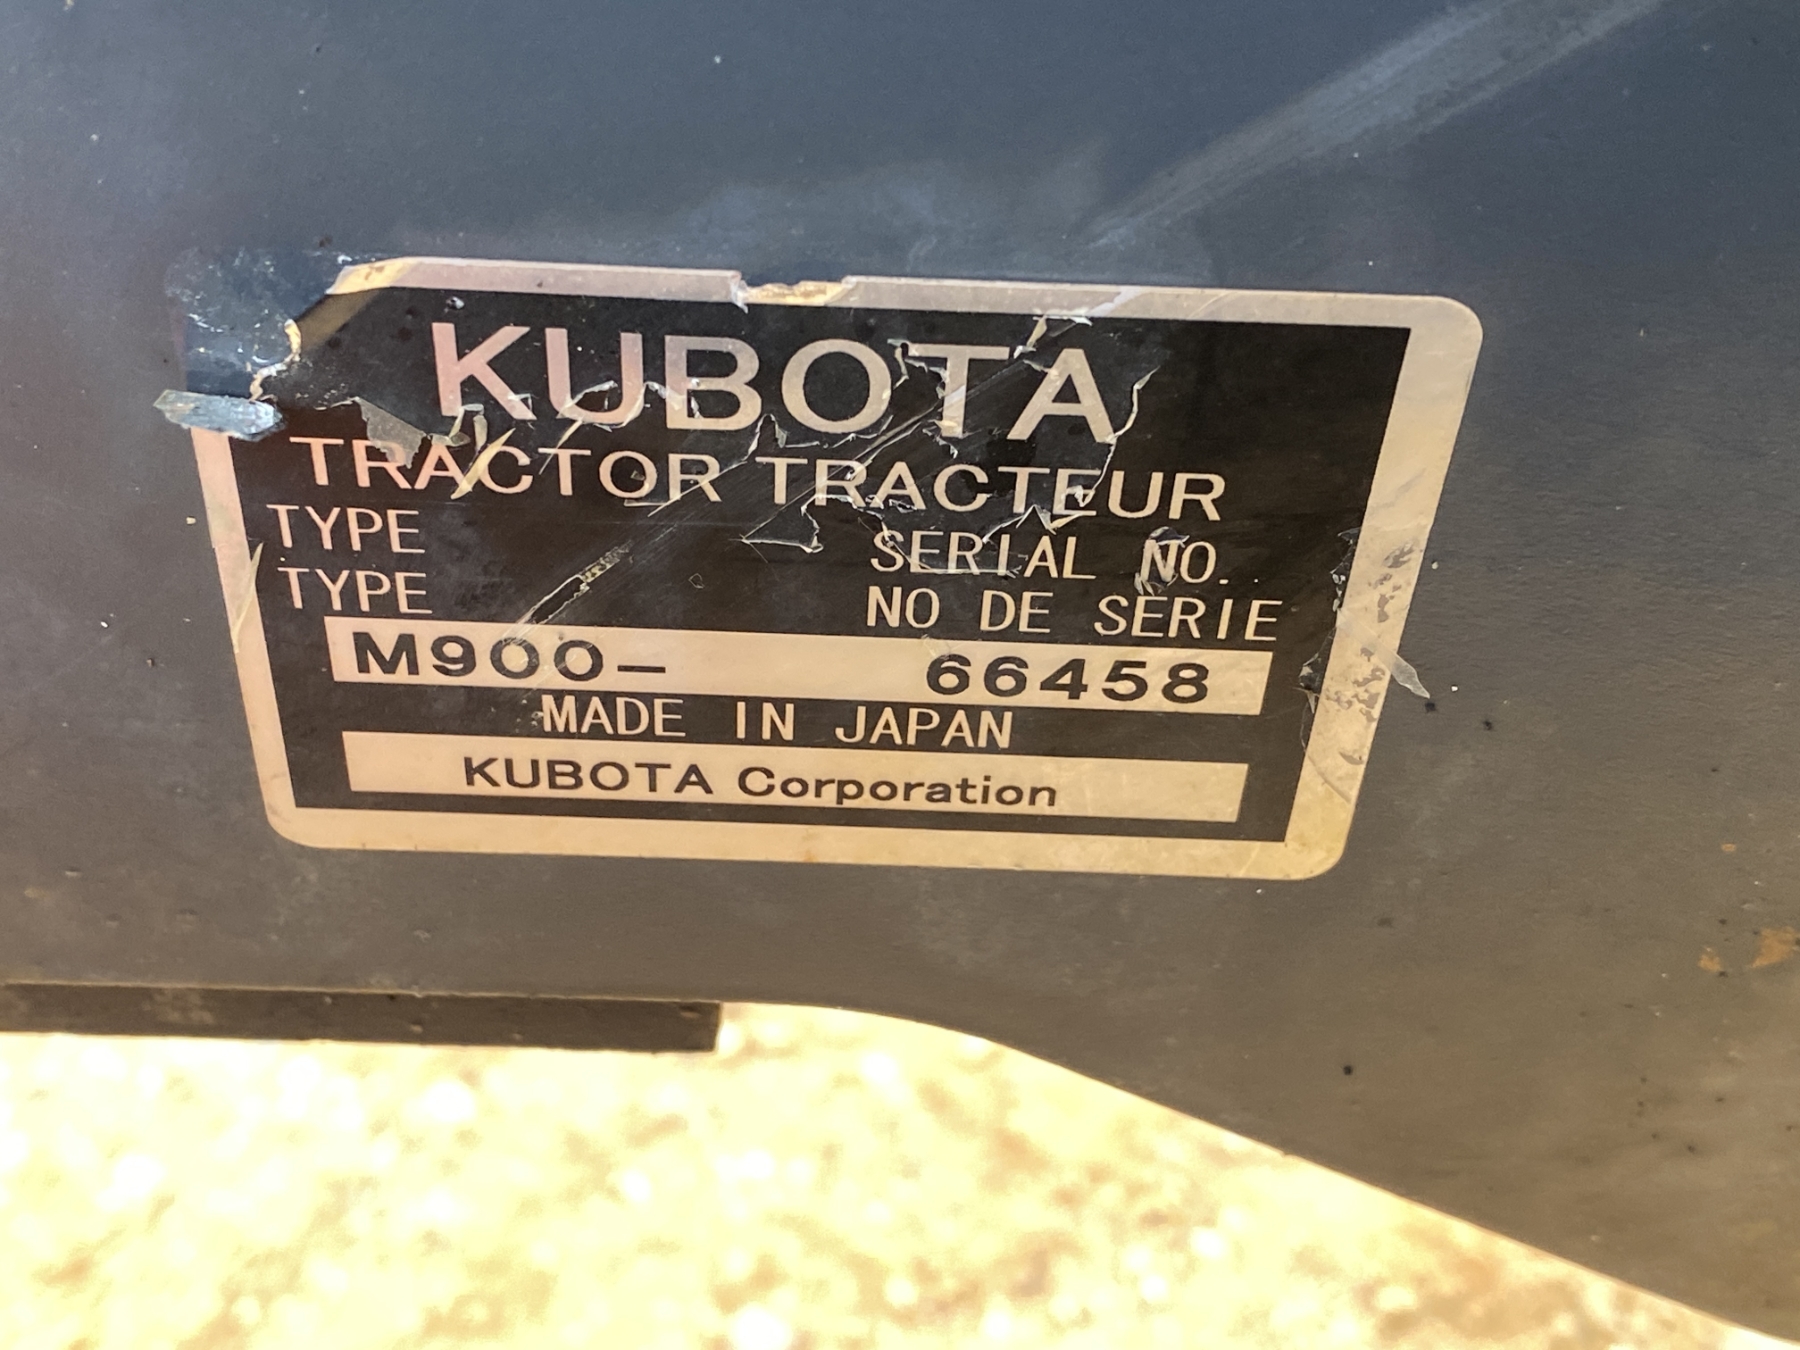 KUBOTA
TRACTOR TRACTEUR
TYPE SERIAL NO.
TYPE NO DE SERIE
M900- 66458
MADE IN JAPAN
KUBOTA Corporation